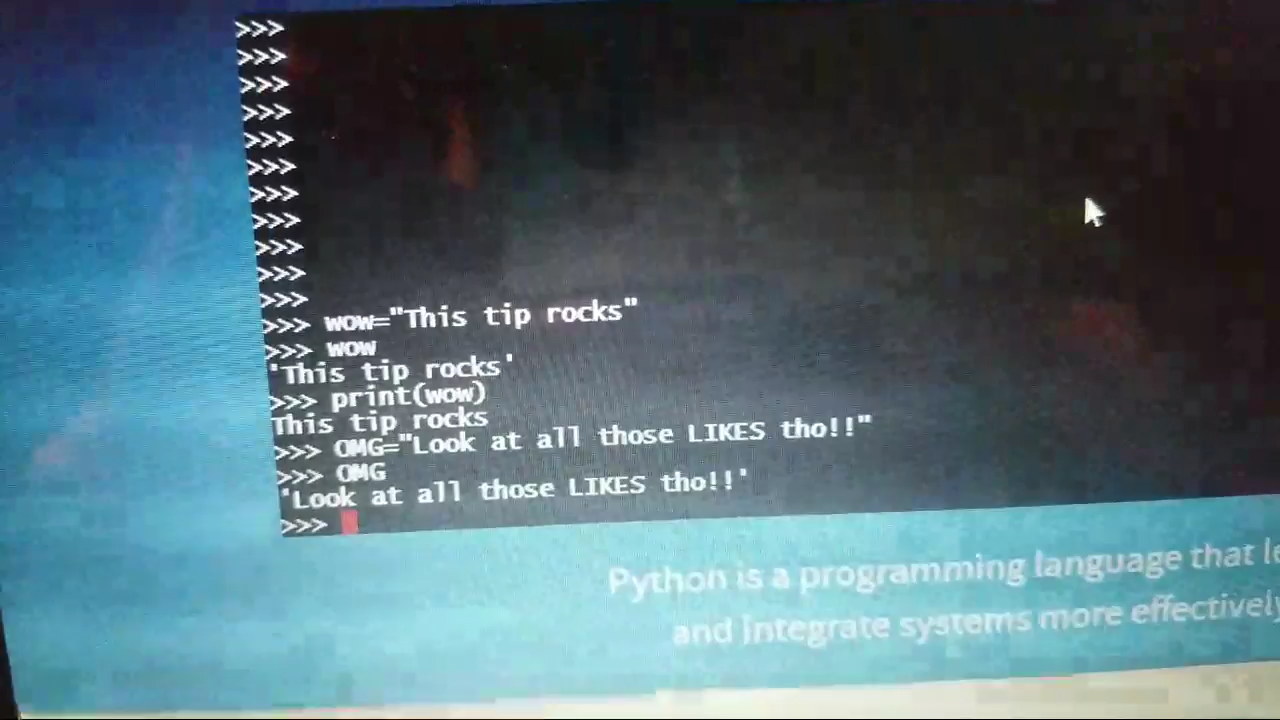 >>>
>>>
>>>
>>>
>>>
>>>
>>>
>>>
>>>
>>>
>>>
>>> wow="This tip rocks"
>>> wow
'This tip rocks'
>>> print(wow)
This tip rocks
>>> OMG="Look at all those LIKES tho!!"
>>> OMG
'Look at all those LIKES tho!!'
>>>
Python is a programming language that
and integrate systems more effectively